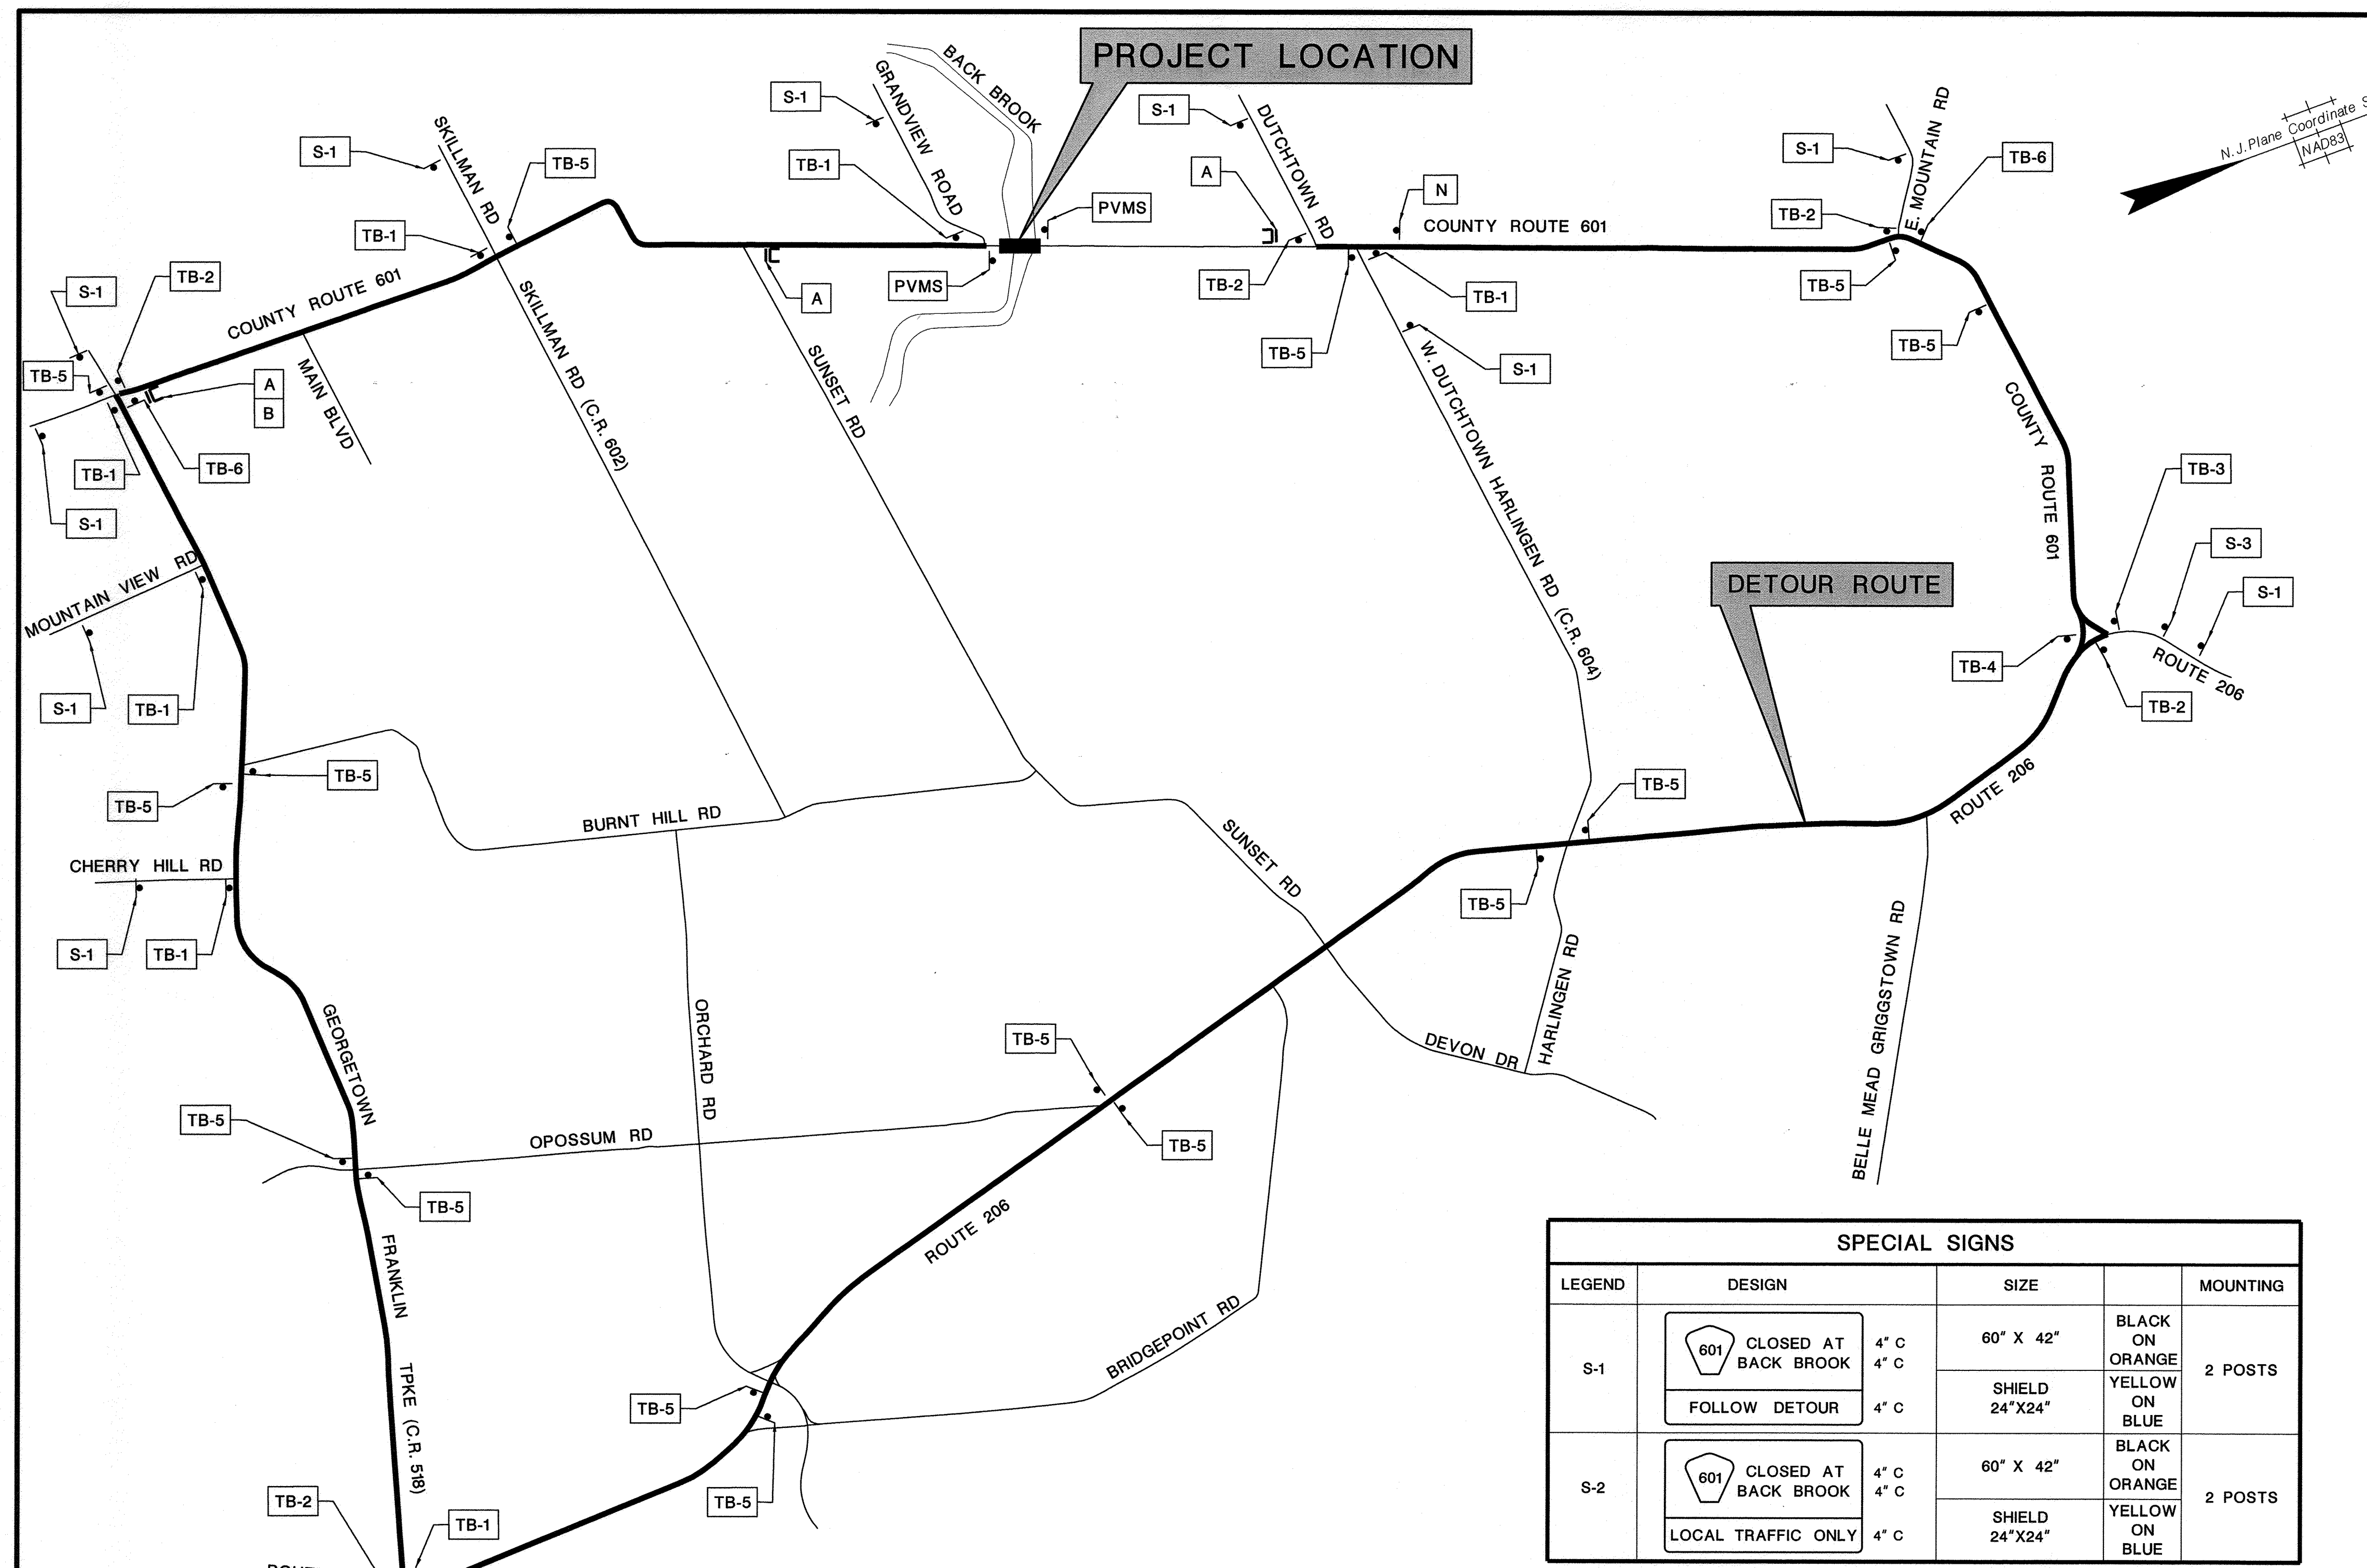 PROJECT LOCATION
BACK BROOK
GRANDVIEW ROAD
S-1
S-1
DUTCHTOWN RD
E. MOUNTAIN RD
N.J.Plane Coordinate
NAD83
SKILLMAN RD
S-1
TB-5
TB-1
A
N
PVMS
S-1
TB-6
TB-2
COUNTY ROUTE 601
TB-1
S-1
TB-2
COUNTY ROUTE 601
PVMS
A
TB-2
TB-1
TB-5
TB-5
TB-5
TB-5
A
B
MAIN BLVD
SKILLMAN RD (C.R. 602)
SUNSET RD
W. DUTCHTOWN HARLINGEN RD (C.R. 604)
S-1
COUNTY ROUTE 601
TB-1
TB-6
S-1
TB-3
S-3
S-1
MOUNTAIN VIEW RD
DETOUR ROUTE
S-1
TB-1
TB-4
ROUTE 206
TB-2
TB-5
TB-5
BURNT HILL RD
TB-5
ROUTE 206
CHERRY HILL RD
SUNSET RD
TB-5
S-1
TB-1
GEORGETOWN
ORCHARD RD
TB-5
DEVON DR
HARLINGEN RD
BELLE MEAD GRIGGSTOWN RD
TB-5
OPOSSUM RD
TB-5
TB-5
FRANKLIN
TPKE (C.R. 518)
ROUTE 206
BRIDGEPOINT RD
TB-5
TB-5
TB-2
TB-1
SPECIAL SIGNS
LEGEND DESIGN SIZE MOUNTING
S-1
601
CLOSED AT 4" C
BACK BROOK 4" C
FOLLOW DETOUR 4" C
60" X 42"
BLACK
ON
ORANGE
SHIELD
24"X24"
YELLOW
ON
BLUE
2 POSTS
S-2
601
CLOSED AT 4" C
BACK BROOK 4" C
LOCAL TRAFFIC ONLY 4" C
60" X 42"
BLACK
ON
ORANGE
SHIELD
24"X24"
YELLOW
ON
BLUE
2 POSTS